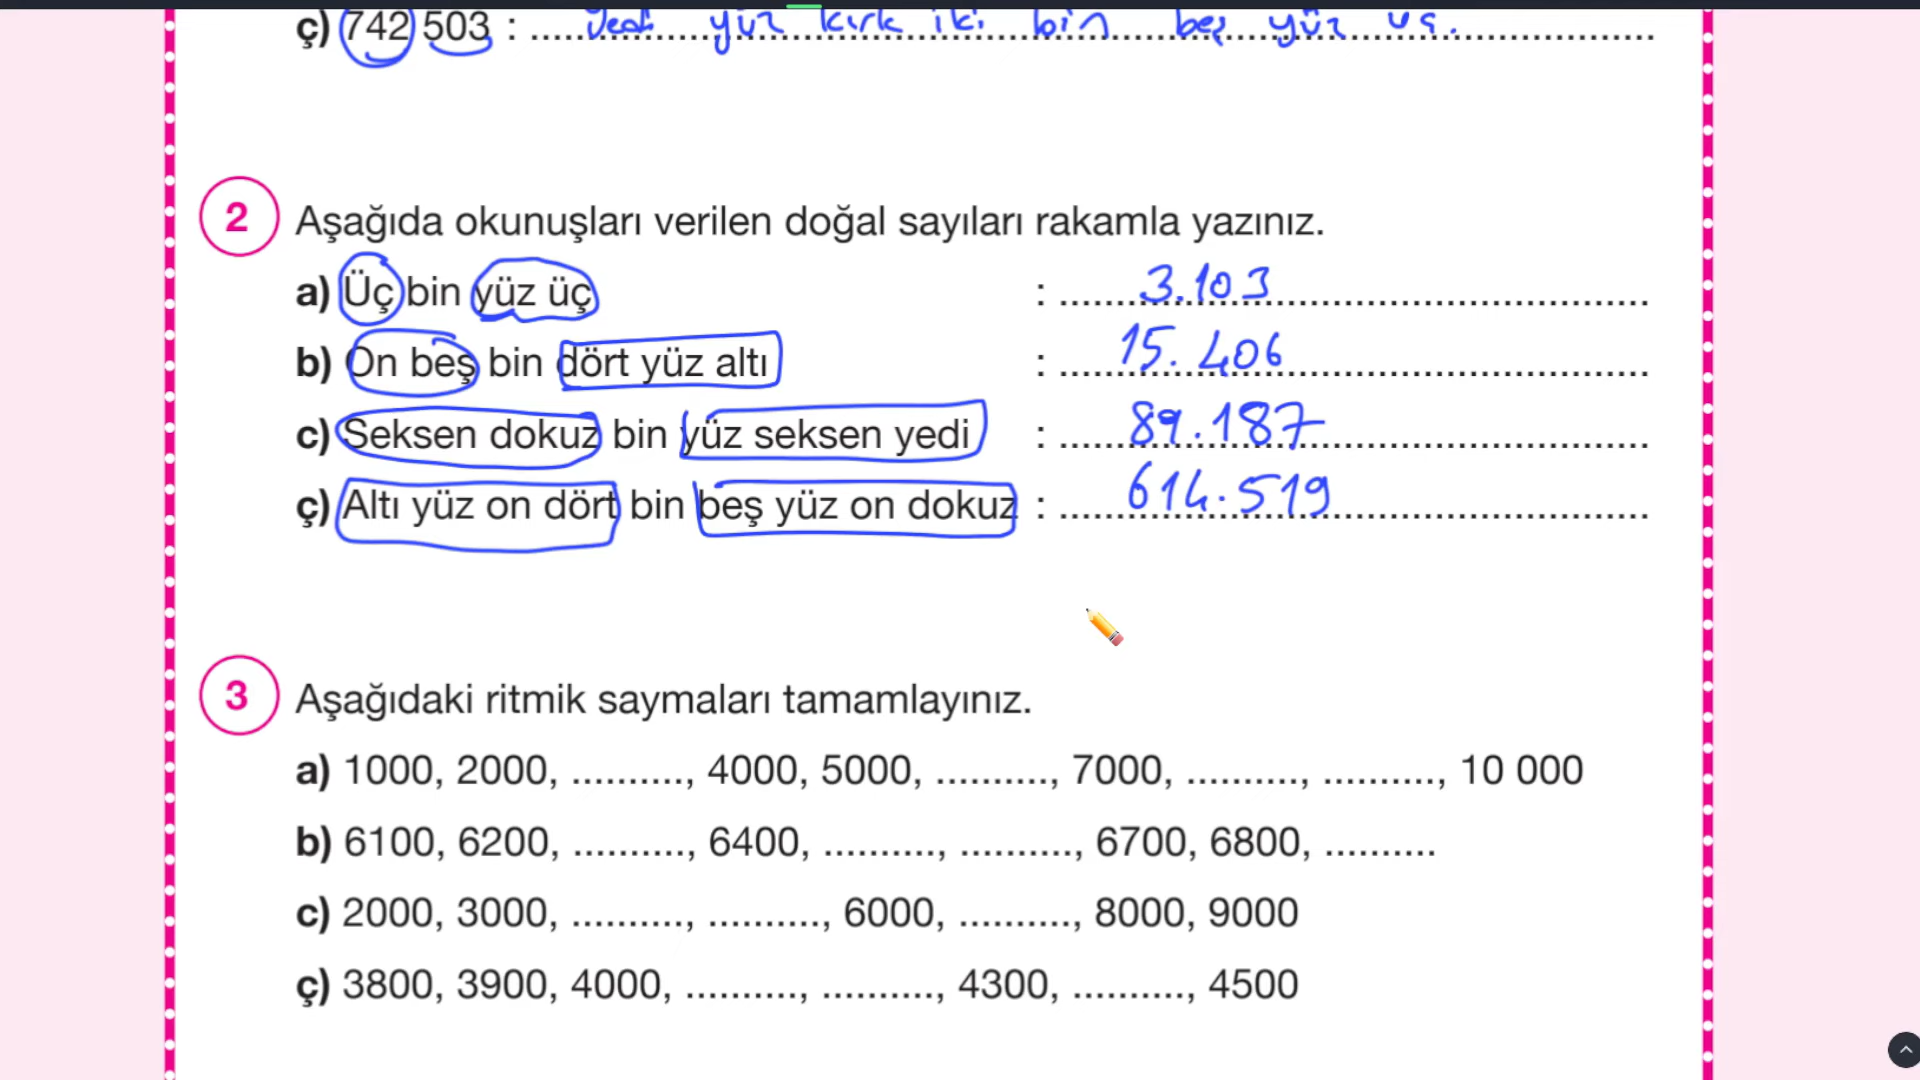 ç) 742 503 : Yedi yüz kırk iki bin beş yüz üç.
2 Aşağıda okunuşları verilen doğal sayıları rakamla yazınız.
a) Üç bin yüz üç : 3.103
b) On beş bin dört yüz altı : 15.406
c) Seksen dokuz bin yüz seksen yedi : 89.187
ç) Altı yüz on dört bin beş yüz on dokuz : 614.519
3 Aşağıdaki ritmik saymaları tamamlayınız.
a) 1000, 2000, .........., 4000, 5000, .........., 7000, .........., .........., 10 000
b) 6100, 6200, .........., 6400, .........., .........., 6700, 6800, ..........
c) 2000, 3000, .........., .........., 6000, .........., 8000, 9000
ç) 3800, 3900, 4000, .........., .........., 4300, .........., 4500